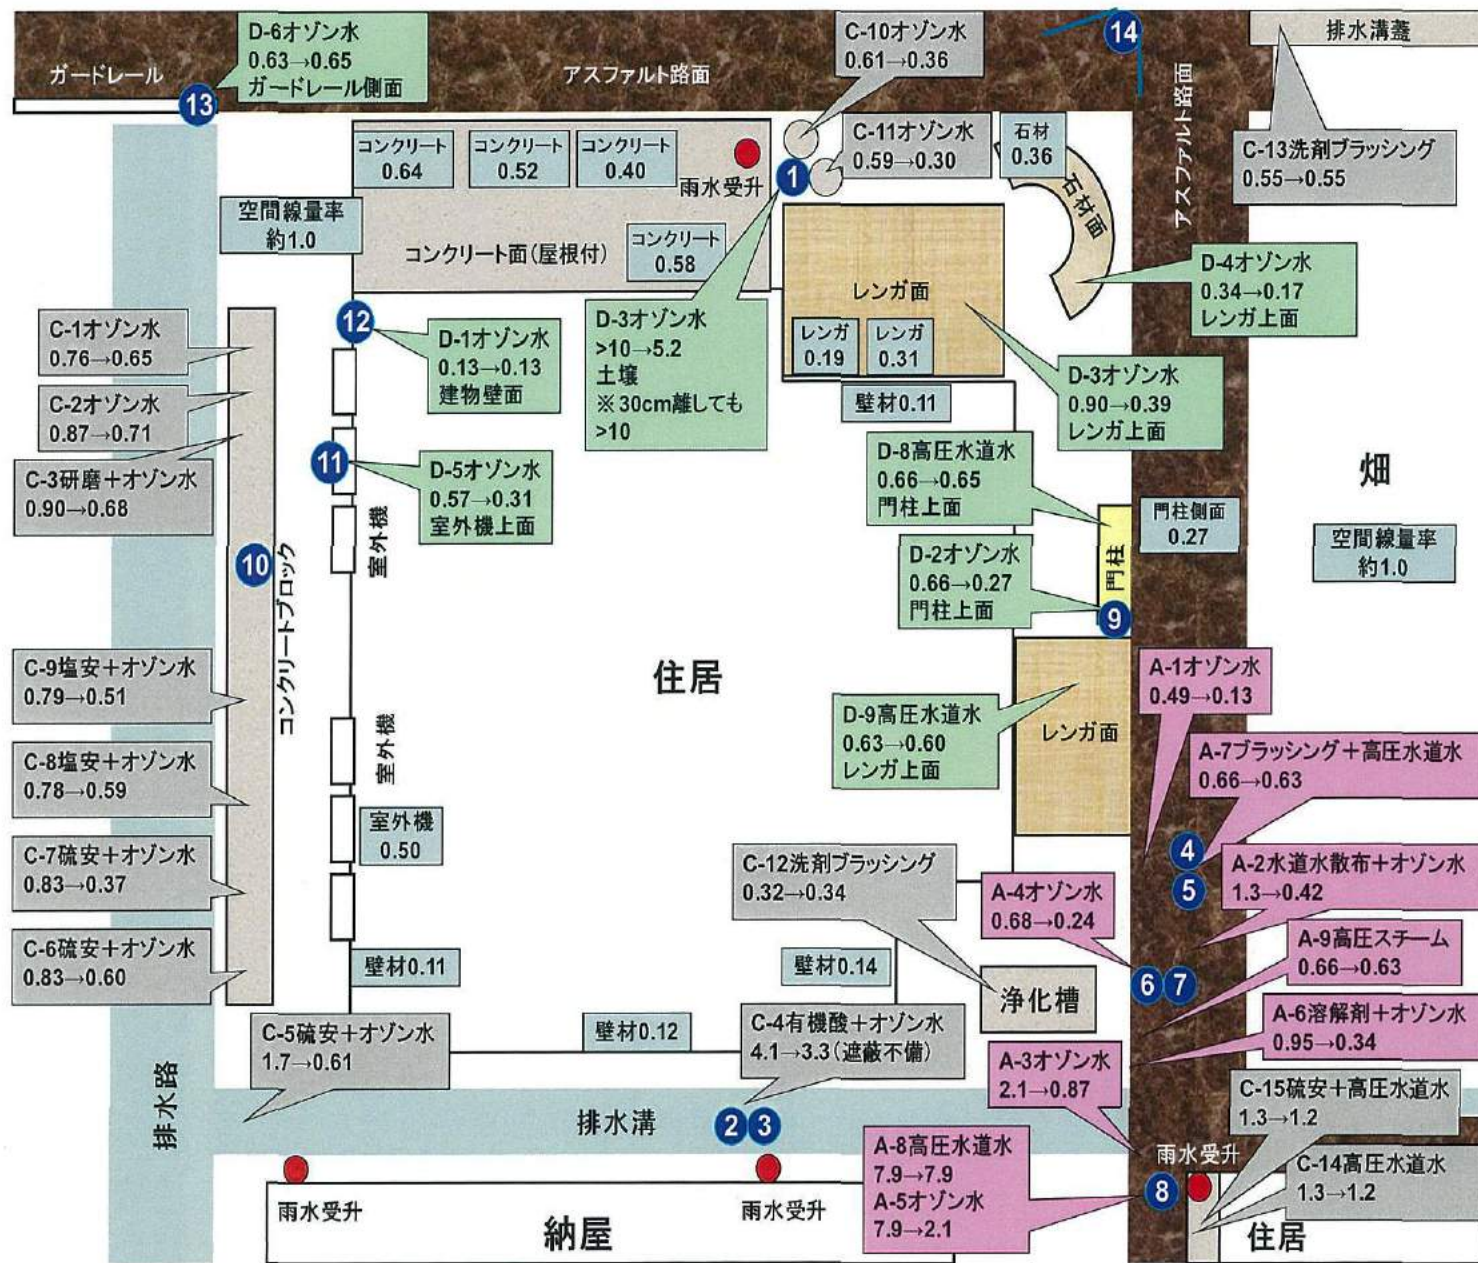 D-6オゾン水
0.63→0.65
ガードレール側面
ガードレール
13
アスファルト路面
C-10オゾン水
0.61→0.36
14
アスファルト路面
排水溝蓋
C-13洗剤ブラッシング
0.55→0.55
コンクリート
0.64
コンクリート
0.52
コンクリート
0.40
雨水受升
1
C-11オゾン水
0.59→0.30
石材
0.36
石材面
空間線量率
約1.0
コンクリート面(屋根付)
コンクリート
0.58
レンガ面
レンガ
0.19
レンガ
0.31
D-4オゾン水
0.34→0.17
レンガ上面
C-1オゾン水
0.76→0.65
12
D-1オゾン水
0.13→0.13
建物壁面
D-3オゾン水
>10→5.2
土壌
※30cm離しても
>10
D-3オゾン水
0.90→0.39
レンガ上面
C-2オゾン水
0.87→0.71
壁材0.11
C-3研磨+オゾン水
0.90→0.68
11
D-5オゾン水
0.57→0.31
室外機上面
D-8高圧水道水
0.66→0.65
門柱上面
畑
室外機
門柱側面
0.27
空間線量率
約1.0
10
コンクリートブロック
D-2オゾン水
0.66→0.27
門柱上面
門柱
9
C-9塩安+オゾン水
0.79→0.51
住居
A-1オゾン水
0.49→0.13
D-9高圧水道水
0.63→0.60
レンガ上面
レンガ面
室外機
A-7ブラッシング+高圧水道水
0.66→0.63
C-8塩安+オゾン水
0.78→0.59
室外機
0.50
4
5
C-7硫安+オゾン水
0.83→0.37
C-12洗剤ブラッシング
0.32→0.34
A-2水道水散布+オゾン水
1.3→0.42
A-4オゾン水
0.68→0.24
C-6硫安+オゾン水
0.83→0.60
壁材0.11
壁材0.14
A-9高圧スチーム
0.66→0.63
浄化槽
6
7
C-5硫安+オゾン水
1.7→0.61
壁材0.12
C-4有機酸+オゾン水
4.1→3.3(遮蔽不備)
A-6溶解剤+オゾン水
0.95→0.34
A-3オゾン水
2.1→0.87
C-15硫安+高圧水道水
1.3→1.2
排水路
排水溝
2
3
A-8高圧水道水
7.9→7.9
A-5オゾン水
7.9→2.1
雨水受升
8
C-14高圧水道水
1.3→1.2
雨水受升
雨水受升
納屋
住居